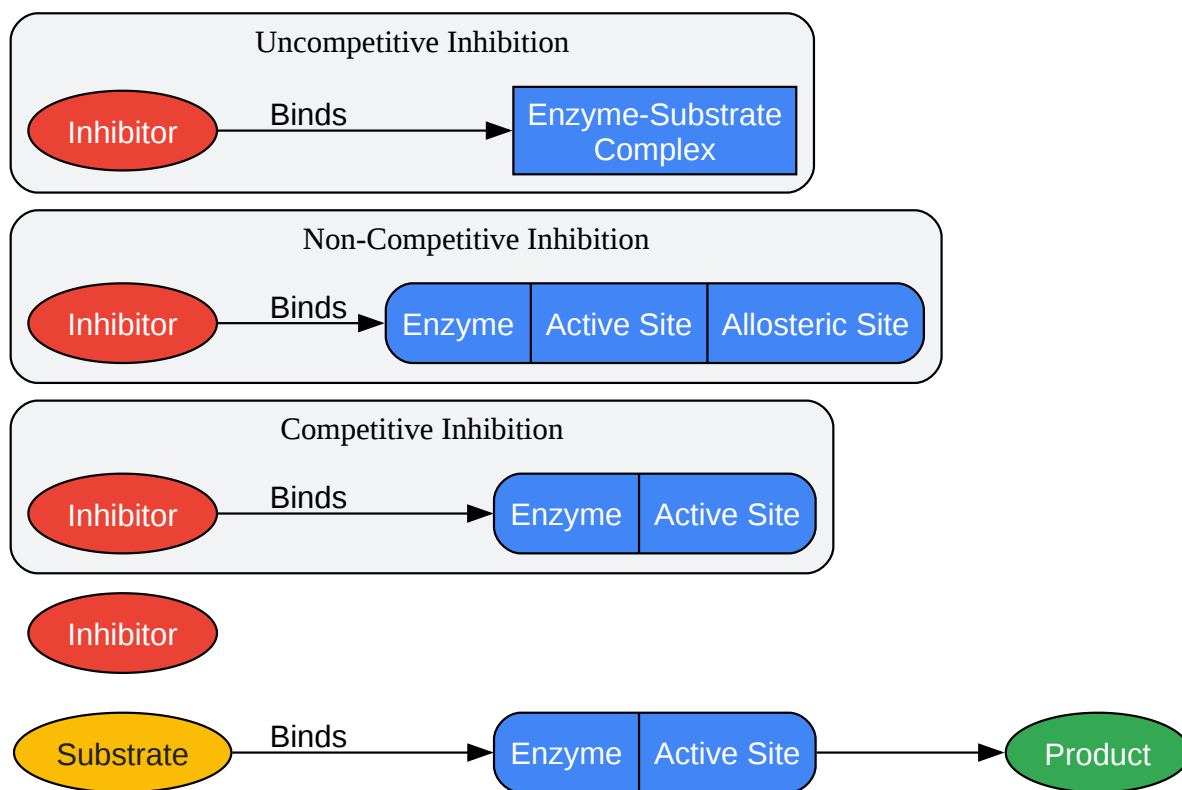 Uncompetitive Inhibition
Inhibitor
Binds
Enzyme-Substrate
Complex
Non-Competitive Inhibition
Inhibitor
Binds
Enzyme
Active Site
Allosteric Site
Competitive Inhibition
Inhibitor
Binds
Enzyme
Active Site
Inhibitor
Substrate
Binds
Enzyme
Active Site
Product